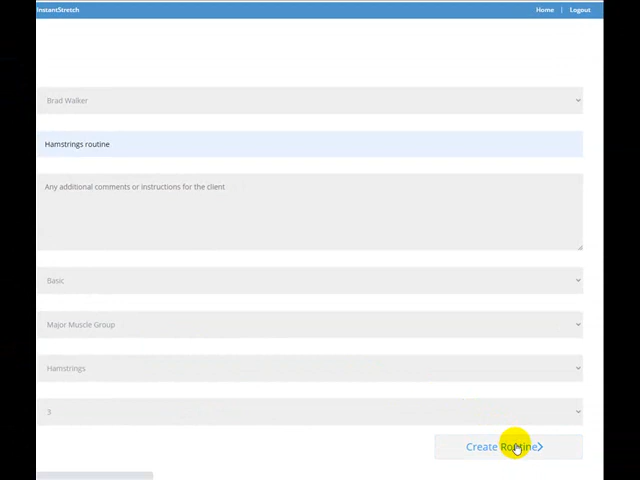 InstantStretch
Home | Logout
Brad Walker
Hamstrings routine
Any additional comments or instructions for the client
Basic
Major Muscle Group
Hamstrings
3
Create Routine